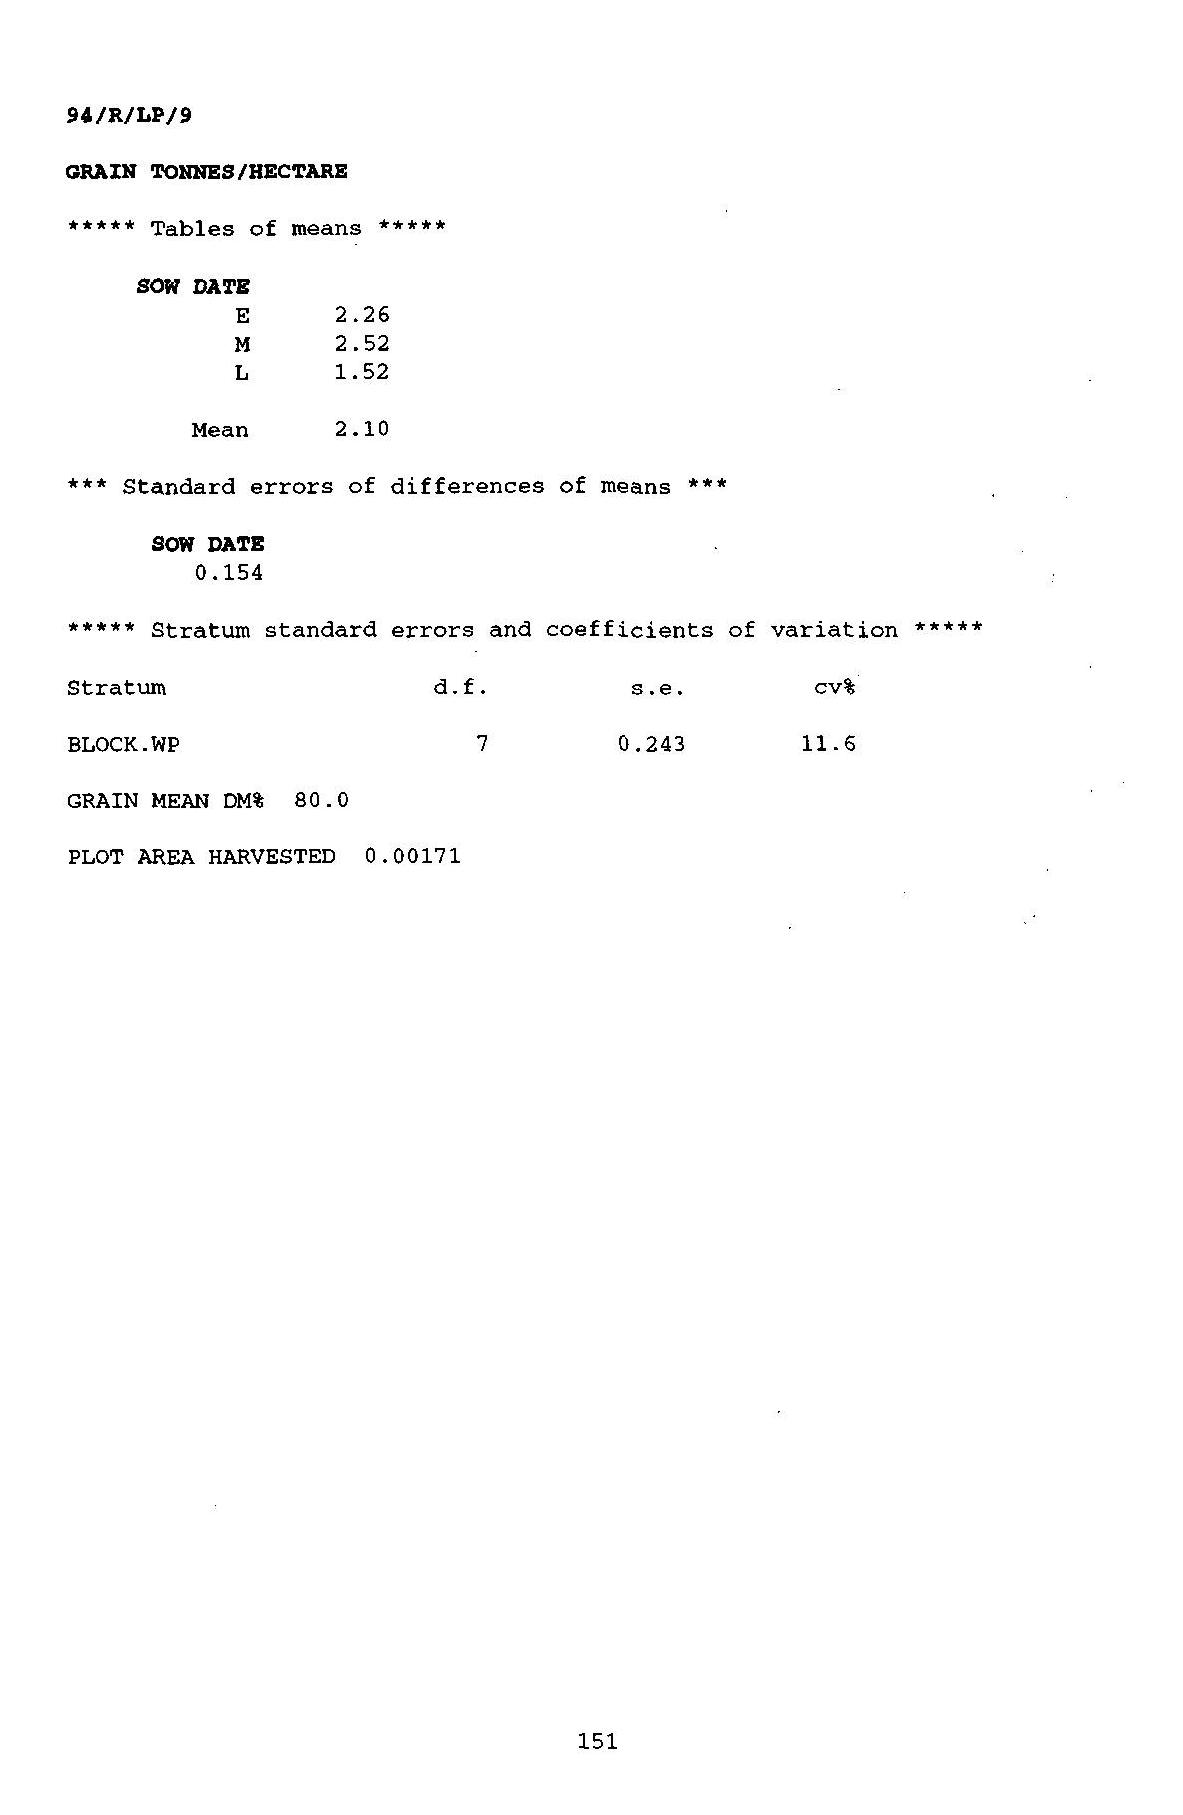 94/R/LP/9
GRAIN TONNES/HECTARE
***** Tables of means *****
SOW DATE
E 2.26
M 2.52
L 1.52
Mean 2.10
*** Standard errors of differences of means ***
SOW DATE
0.154
***** Stratum standard errors and coefficients of variation *****
Stratum d.f. s.e. cv%
BLOCK.WP 7 0.243 11.6
GRAIN MEAN DM% 80.0
PLOT AREA HARVESTED 0.00171
151